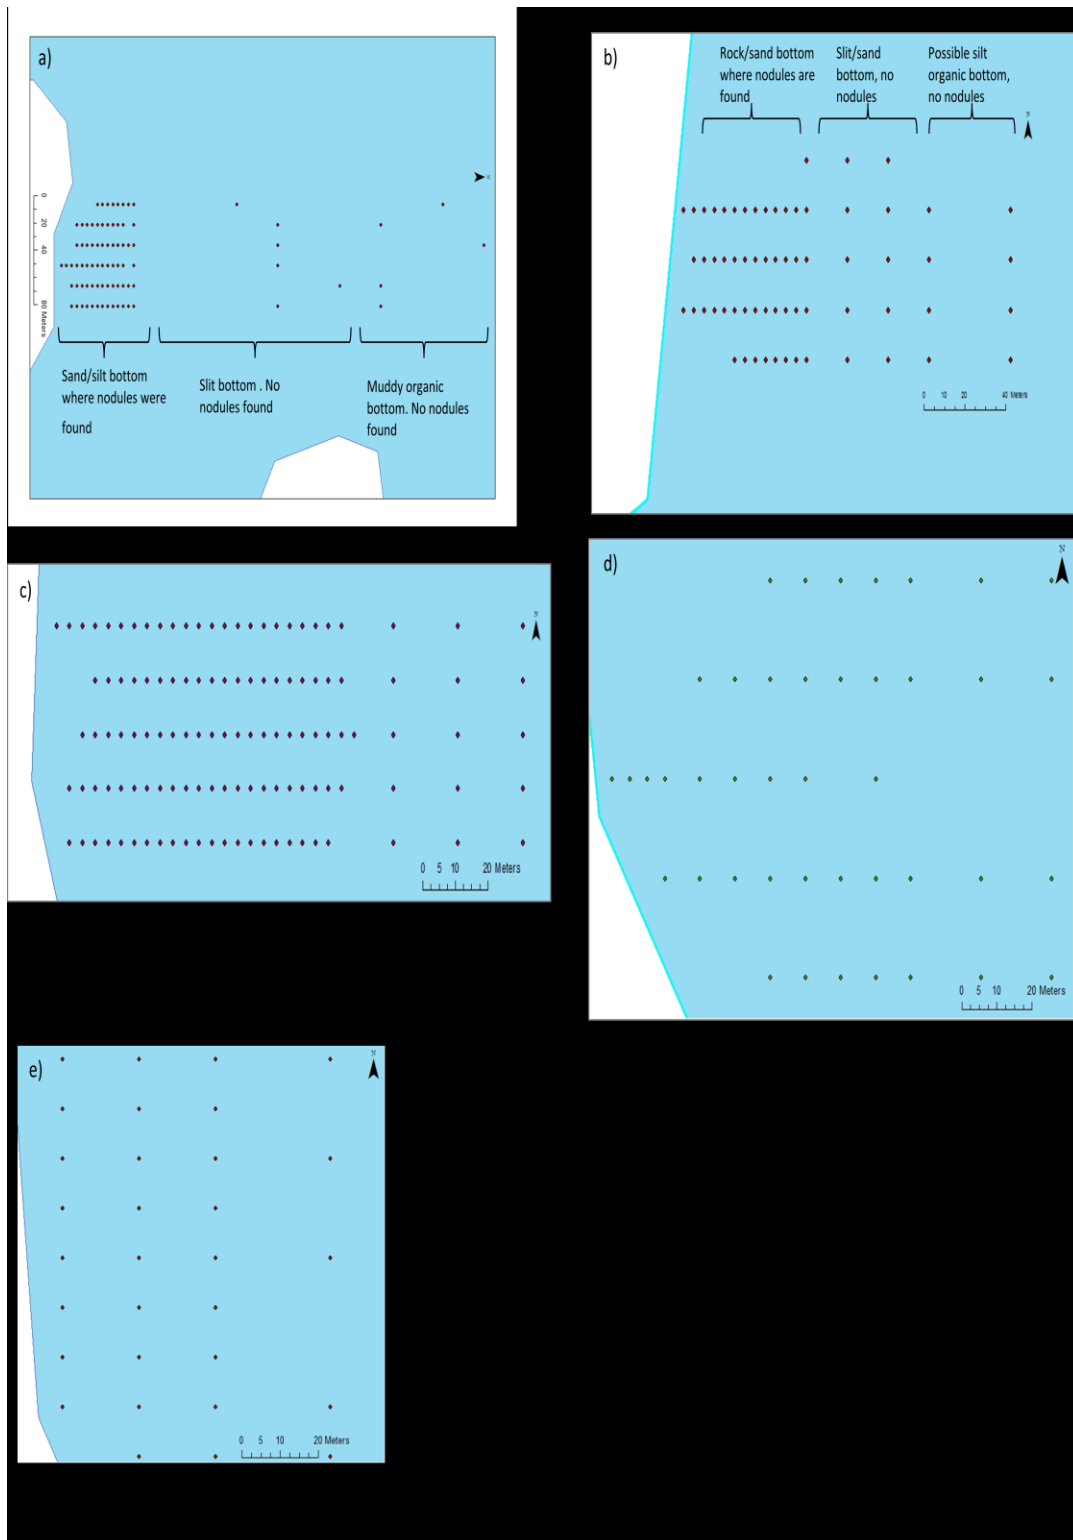 a)
N
0
20
40
80 Meters
Sand/silt bottom
where nodules were
found
Slit bottom . No
nodules found
Muddy organic
bottom. No nodules
found
b)
Rock/sand bottom
where nodules are
found
Slit/sand
bottom, no
nodules
Possible silt
organic bottom,
no nodules
N
0 10 20 40 Meters
c)
N
0 5 10 20 Meters
d)
N
0 5 10 20 Meters
e)
N
0 5 10 20 Meters